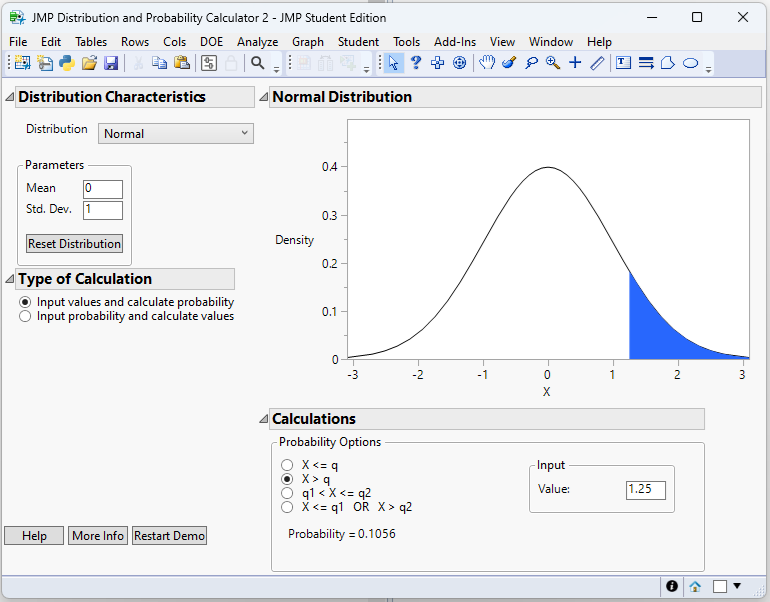 JMP Distribution and Probability Calculator 2 - JMP Student Edition
File Edit Tables Rows Cols DOE Analyze Graph Student Tools Add-Ins View Window Help
Distribution Characteristics
Distribution Normal
Parameters
Mean 0
Std. Dev. 1
Reset Distribution
Type of Calculation
Input values and calculate probability
Input probability and calculate values
Help More Info Restart Demo
Normal Distribution
Density
0.4
0.3
0.2
0.1
0
-3 -2 -1 0 1 2 3
X
Calculations
Probability Options
X <= q
X > q
q1 < X <= q2
X <= q1 OR X > q2
Probability = 0.1056
Input
Value: 1.25